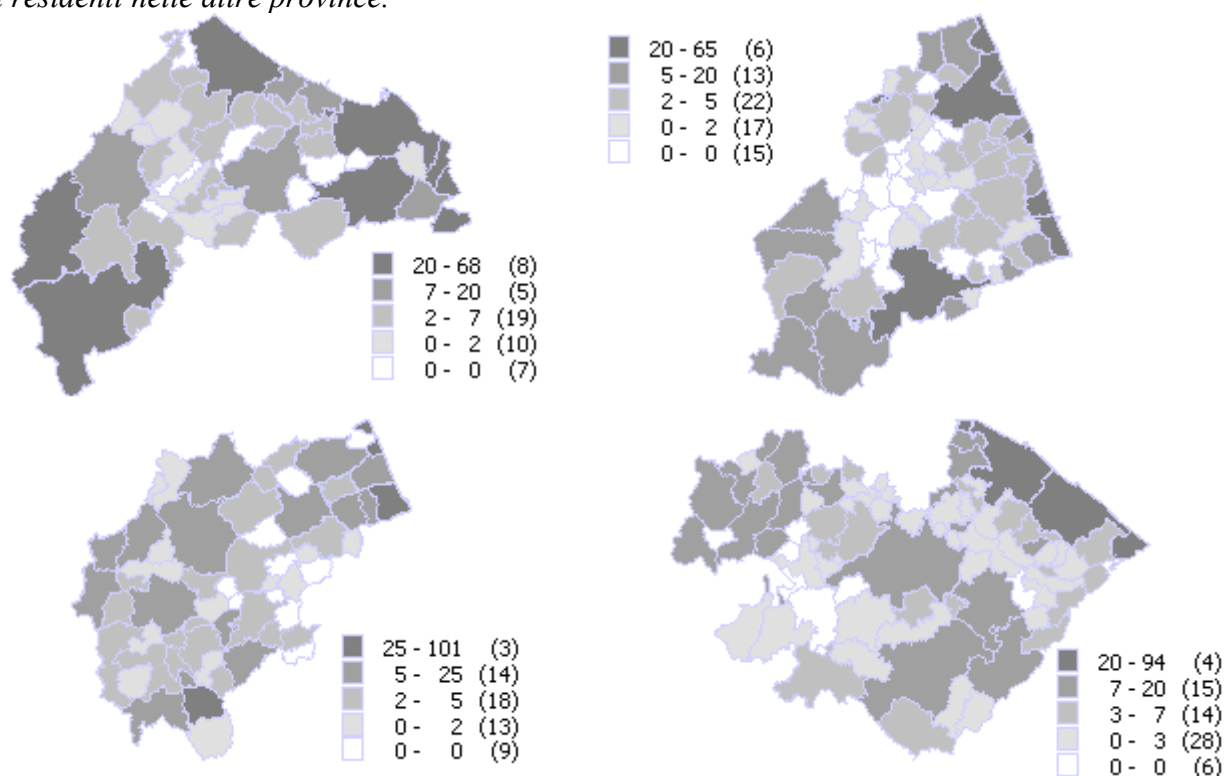 residenti nelle altre province.
20 - 65 (6)
5 - 20 (13)
2 - 5 (22)
0 - 2 (17)
0 - 0 (15)
20 - 68 (8)
7 - 20 (5)
2 - 7 (19)
0 - 2 (10)
0 - 0 (7)
25 - 101 (3)
5 - 25 (14)
2 - 5 (18)
0 - 2 (13)
0 - 0 (9)
20 - 94 (4)
7 - 20 (15)
3 - 7 (14)
0 - 3 (28)
0 - 0 (6)